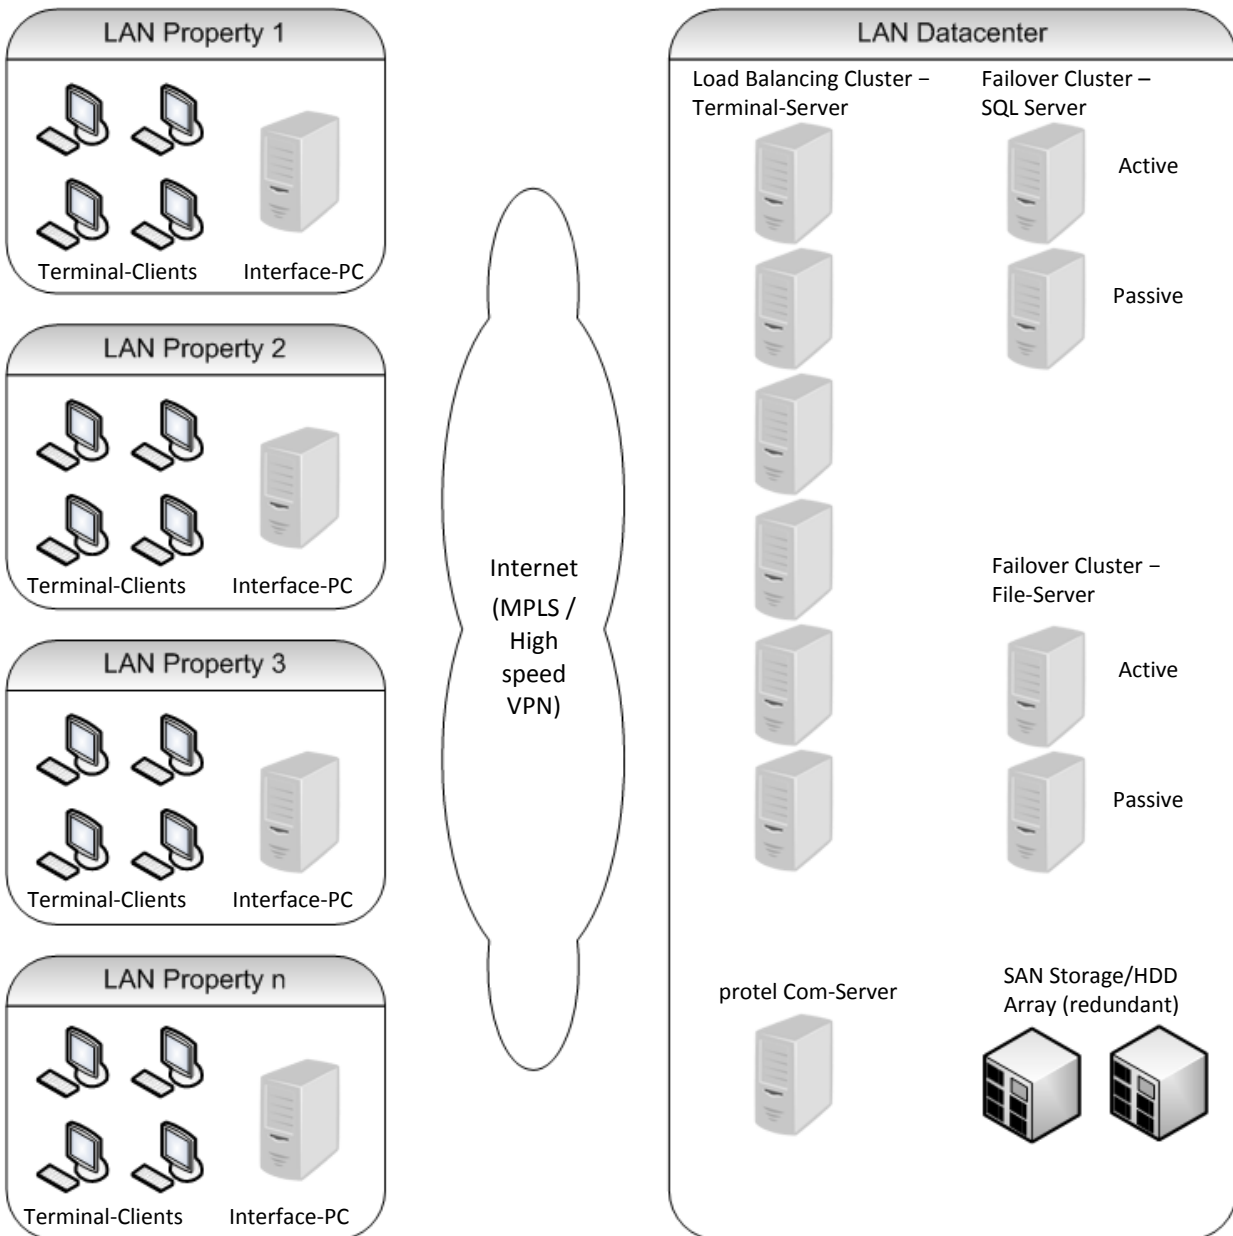 LAN Property 1
Terminal-Clients
Interface-PC
LAN Property 2
Terminal-Clients
Interface-PC
LAN Property 3
Terminal-Clients
Interface-PC
LAN Property n
Terminal-Clients
Interface-PC
Internet
(MPLS /
High
speed
VPN)
LAN Datacenter
Load Balancing Cluster –
Terminal-Server
Failover Cluster –
SQL Server
Active
Passive
Failover Cluster –
File-Server
Active
Passive
protel Com-Server
SAN Storage/HDD
Array (redundant)